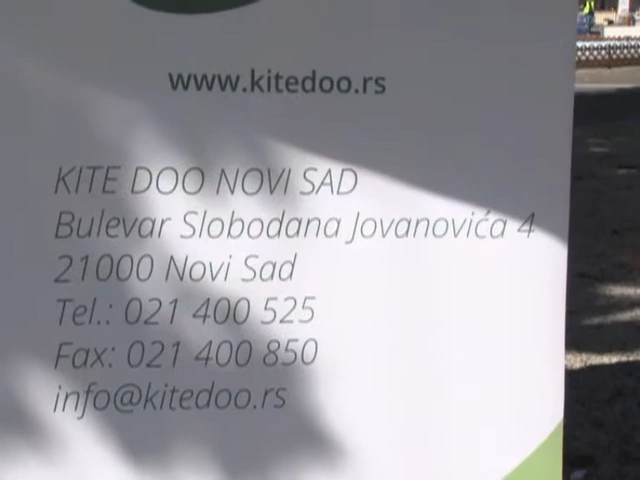 www.kitedoo.rs
KITE DOO NOVI SAD
Bulevar Slobodana Jovanovića 4
21000 Novi Sad
Tel.: 021 400 525
Fax: 021 400 850
info@kitedoo.rs